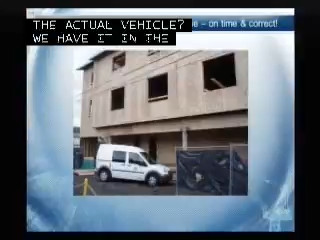 THE ACTUAL VEHICLE?
e – on time & correct!
WE HAVE IT IN THE